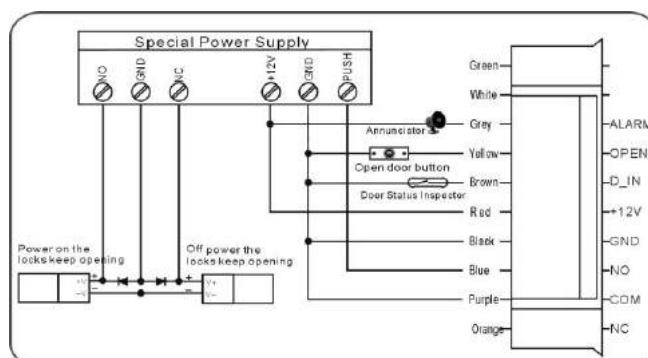 Special Power Supply
NO
GND
NC
+12V
GND
PUSH
Green
White
Grey
Annunciator
ALARM
Yellow
OPEN
Open door button
Brown
D_IN
Door Status Inspector
Red
+12V
Black
GND
Blue
NO
Purple
COM
Orange
NC
Power on the
locks keep opening
Off power the
locks keep opening
+
+V
−
−V
+
V+
−
V−